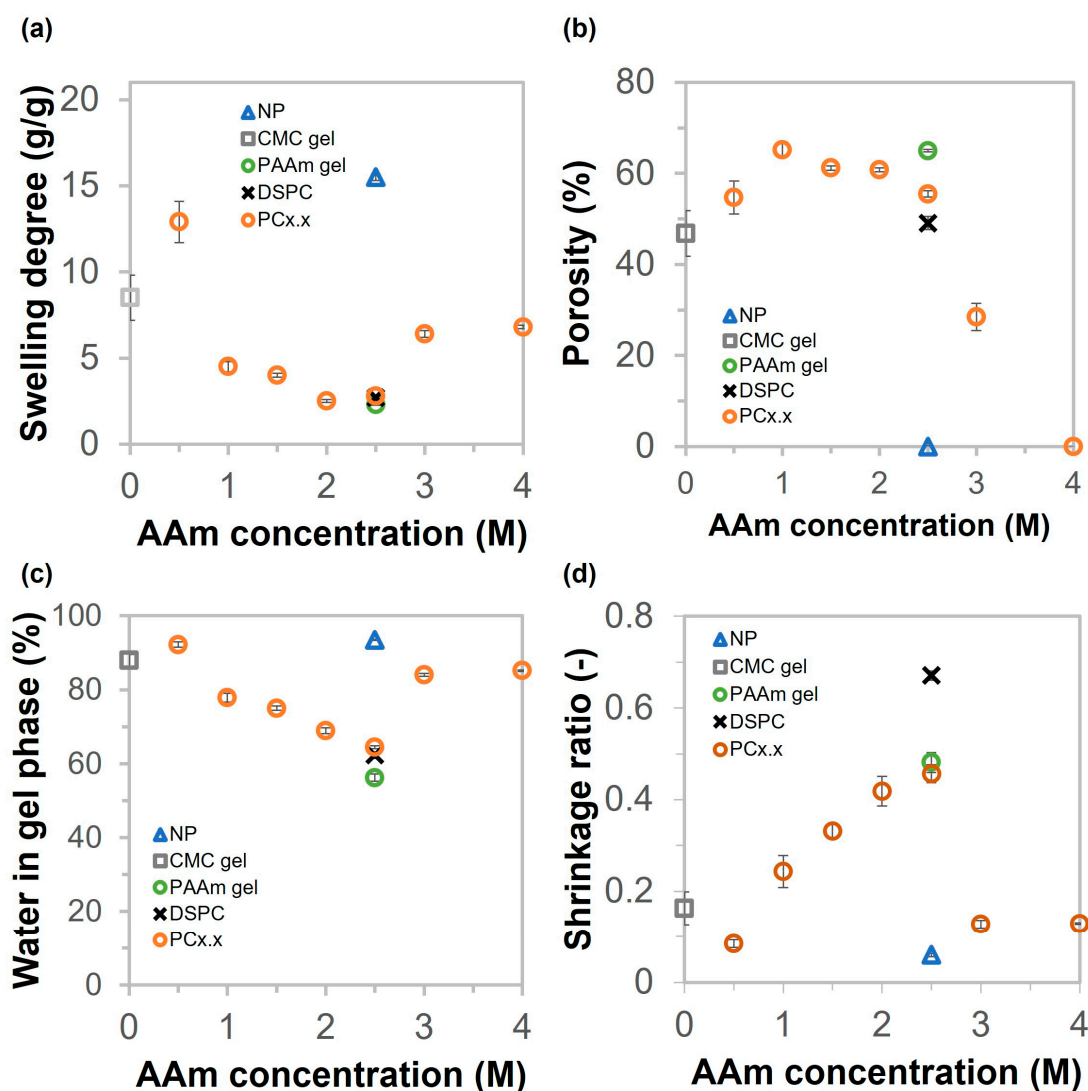 (a)
Swelling degree (g/g)
20
15
10
5
0
NP
CMC gel
PAAm gel
DSPC
PCx.x
0 1 2 3 4
AAm concentration (M)
(b)
Porosity (%)
80
60
40
20
0
NP
CMC gel
PAAm gel
DSPC
PCx.x
0 1 2 3 4
AAm concentration (M)
(c)
Water in gel phase (%)
100
80
60
40
20
0
NP
CMC gel
PAAm gel
DSPC
PCx.x
0 1 2 3 4
AAm concentration (M)
(d)
Shrinkage ratio (-)
0.8
0.6
0.4
0.2
0
NP
CMC gel
PAAm gel
DSPC
PCx.x
0 1 2 3 4
AAm concentration (M)